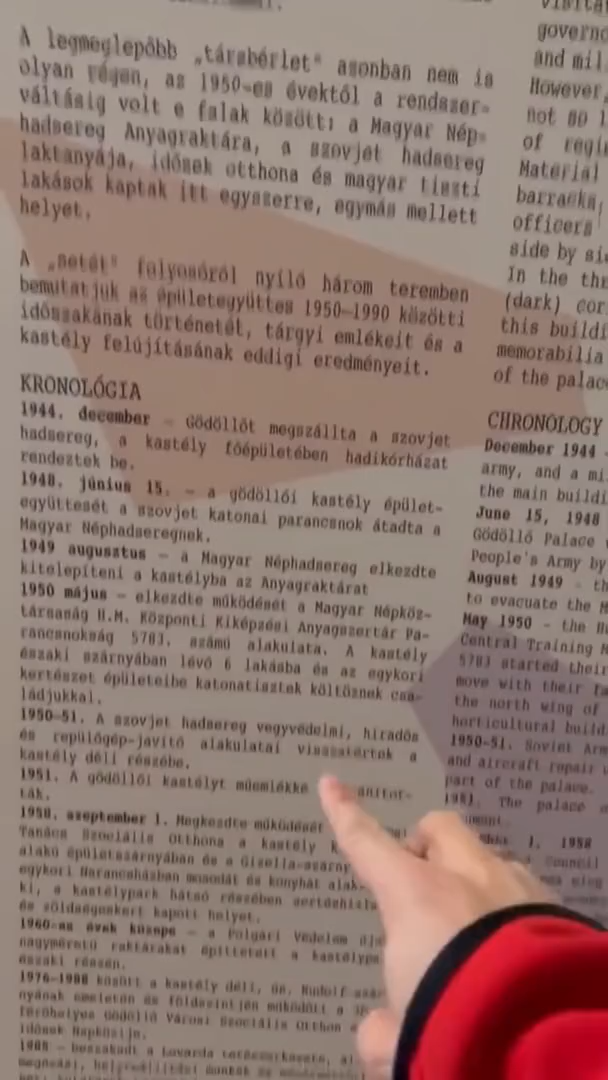 A legmeglepőbb „társbérlet" azonban nem is
olyan régen, az 1950-es évektől a rendszer-
váltásig volt e falak között: a Magyar Nép-
hadsereg Anyagraktára, a szovjet hadsereg
laktanyája, idősek otthona és magyar tiszti
lakások kaptak itt egyszerre, egymás mellett
helyet.
A „setét" folyosóról nyíló három teremben
bemutatjuk az épületegyüttes 1950–1990 közötti
időszakának történetét, tárgyi emlékeit és a
kastély felújításának eddigi eredményeit.
KRONOLÓGIA
1944. december – Gödöllőt megszállta a szovjet
hadsereg, a kastély főépületében hadikórházat
rendeztek be.
1948. június 15. – a gödöllői kastély épület-
együttesét a szovjet katonai parancsnok átadta a
Magyar Néphadseregnek.
1949 augusztus – a Magyar Néphadsereg elkezdte
kitelepíteni a kastélyba az Anyagraktárat
1950 május – elkezdte működését a Magyar Népköz-
társaság H.M. Központi Kiképzési Anyagszertár Pa-
rancsnokság 5783. számú alakulata. A kastély
északi szárnyában lévő 6 lakásba és az egykori
kertészet épületeibe katonatisztek költöznek csa-
ládjukkal.
1950-51. A szovjet hadsereg vegyvédelmi, híradós
és repülőgép-javító alakulatai visszatértek a
kastély déli részébe.
1951. A gödöllői kastélyt műemlékké
ták.
1958. szeptember 1. Megkezdte működését
Tanács Szociális Otthona a kastély
alakú épületszárnyában és a Gizella-szárny
egykori Narancsházban mosodát és konyhát alak-
ki, a kastélypark hátsó részében sertéshizla
és zöldségeskert kapott helyet.
1960-as évek közepe – a Polgári Védelem
nagyméretű raktárakat építtetett a kastélypa
északi részén.
1976-1988 között a kastély déli, ún. Rudolf
nyának emeletén és földszintjén működött a
férőhelyes Gödöllő Városi Szociális Otthon
Idősek Napközije.
beszakadt a Lovarda
governo
and mil
However,
not so l
of regi
Material
barracks,
officers'
side by si
In the th
(dark) cor
this buildi
memorabilia
of the palac
CHRONOLOGY
December 1944 -
army, and a mi
the main buildi
June 15, 1948
Gödöllő Palace
People's Army by
August 1949 - th
to evacuate the M
May 1950 - the H
Central Training M
5783 started their
move with their fa
the north wing of
horticultural build
1950-51. Soviet Arm
and aircraft repair
part of the palace.
The palace
1, 1958
Council